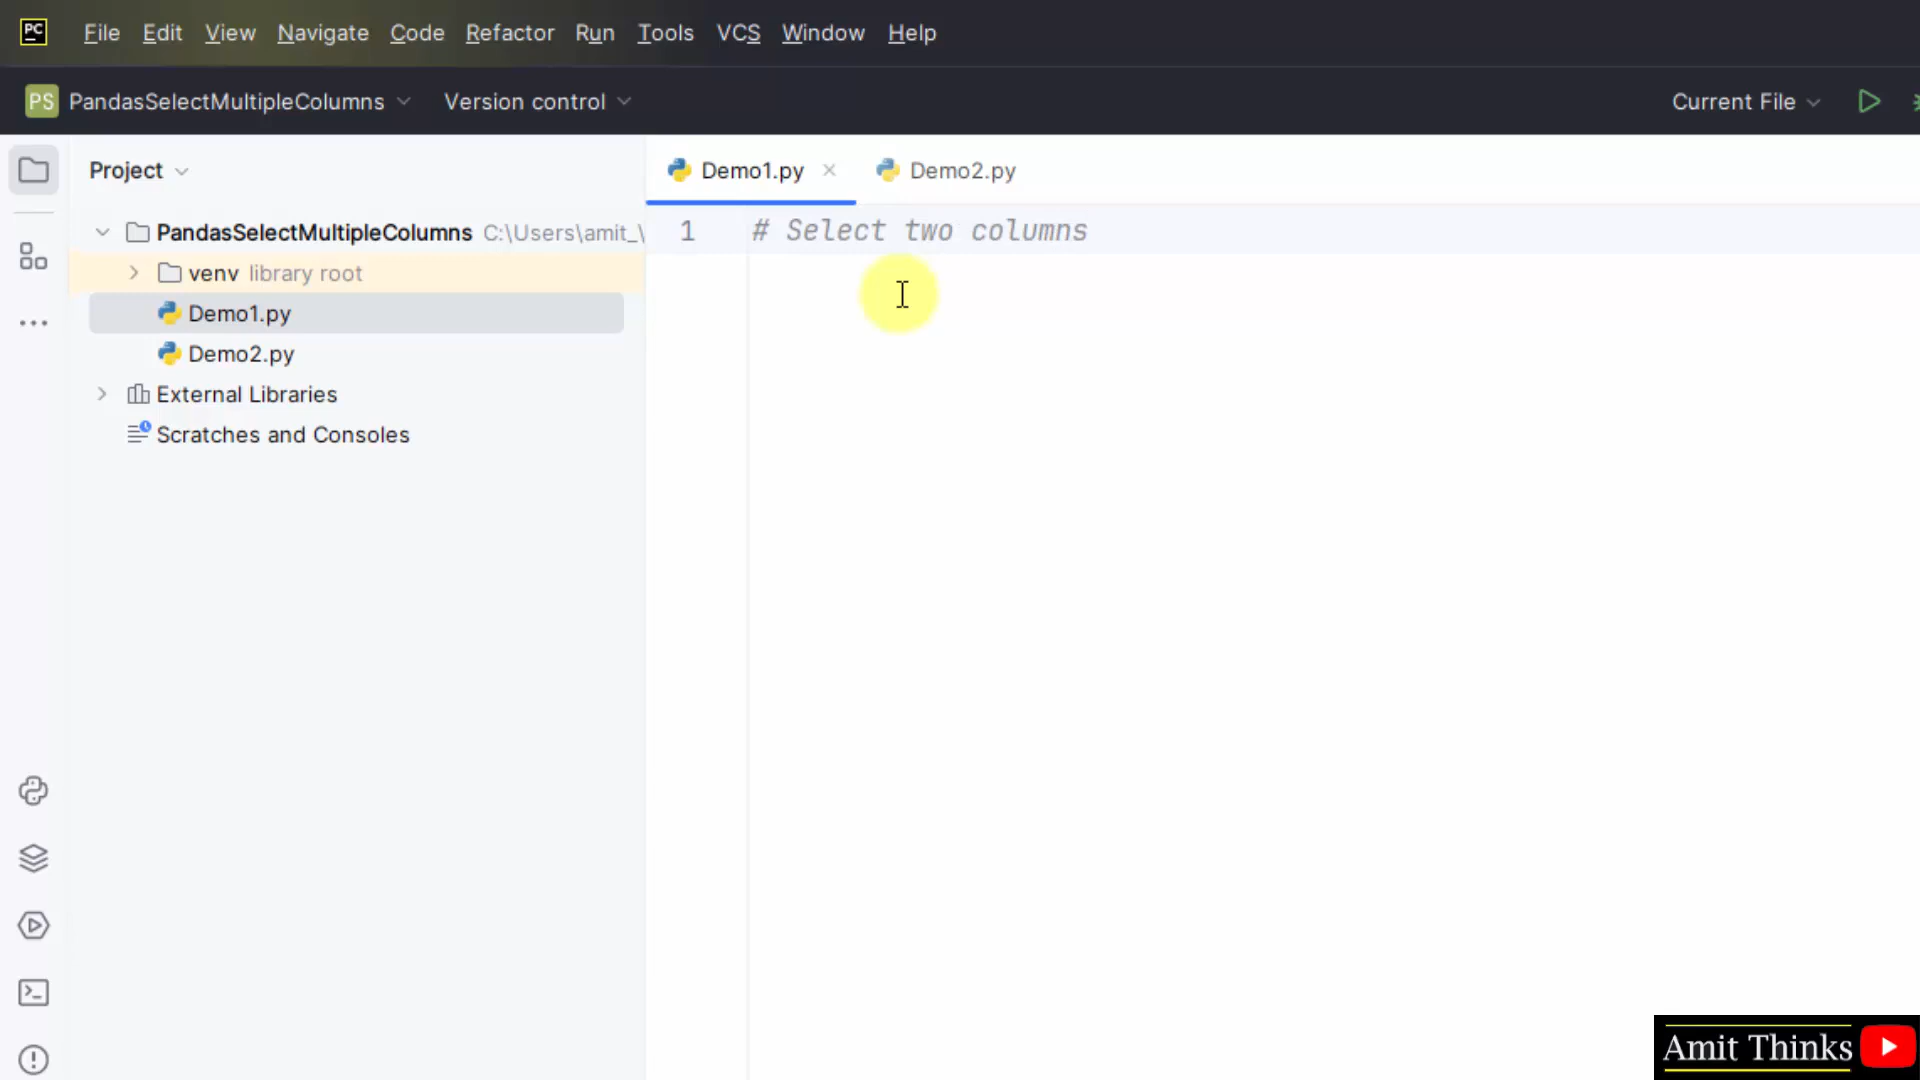 PC File Edit View Navigate Code Refactor Run Tools VCS Window Help
PS PandasSelectMultipleColumns Version control Current File
Project
Demo1.py Demo2.py
PandasSelectMultipleColumns C:\Users\amit_\
1 # Select two columns
venv library root
Demo1.py
Demo2.py
External Libraries
Scratches and Consoles
Amit Thinks